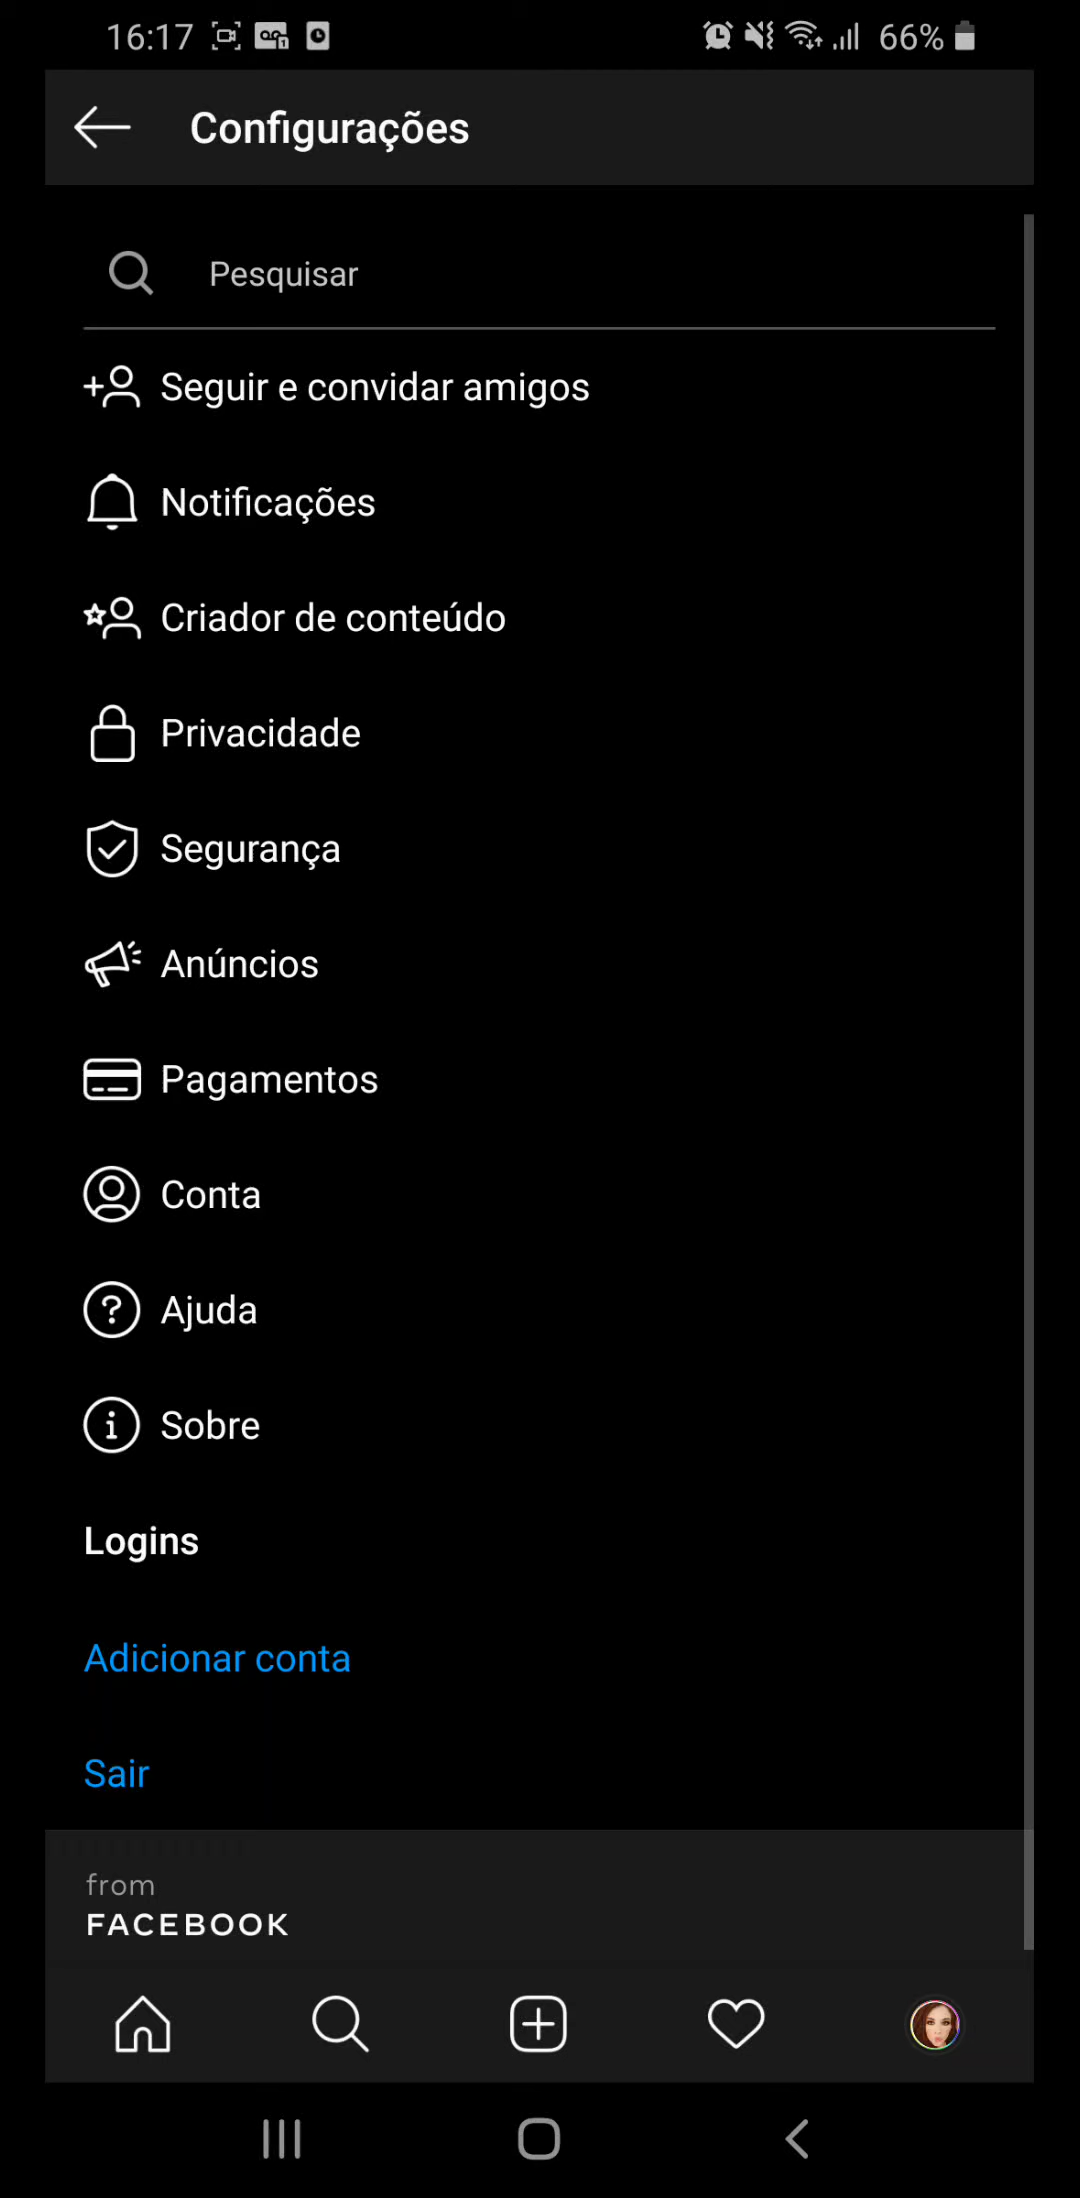 16:17
66%
Configurações
Pesquisar
Seguir e convidar amigos
Notificações
Criador de conteúdo
Privacidade
Segurança
Anúncios
Pagamentos
Conta
Ajuda
Sobre
Logins
Adicionar conta
Sair
from
FACEBOOK